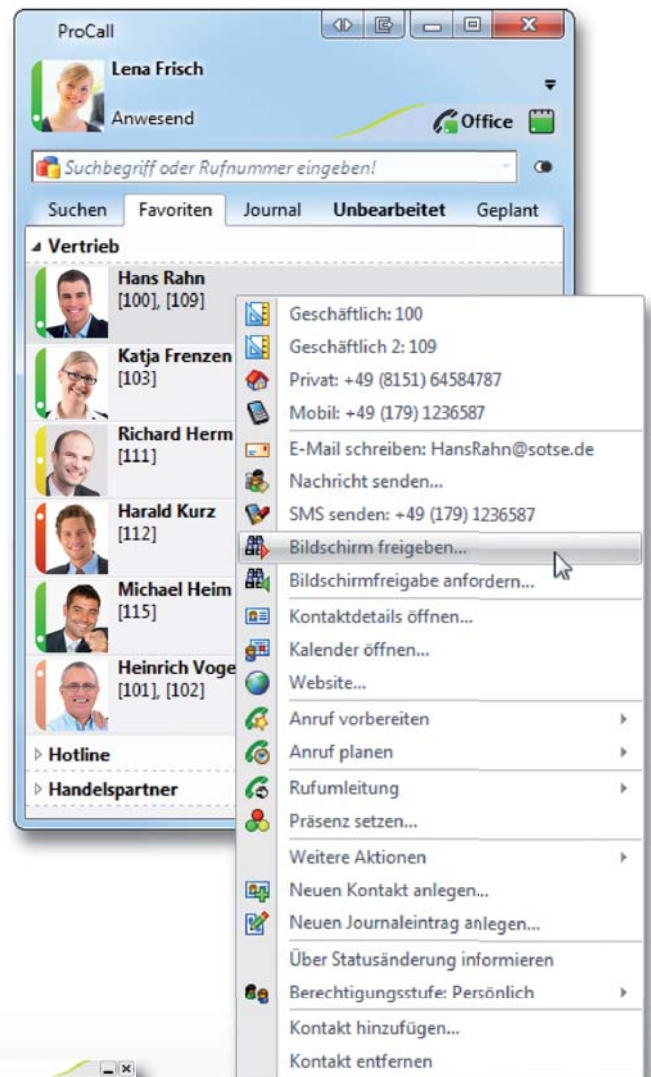 ProCall
Lena Frisch
Anwesend
Office
Suchbegriff oder Rufnummer eingeben!
Suchen Favoriten Journal Unbearbeitet Geplant
Vertrieb
Hans Rahn
[100], [109]
Katja Frenzen
[103]
Richard Herm
[111]
Harald Kurz
[112]
Michael Heim
[115]
Heinrich Voge
[101], [102]
Hotline
Handelspartner
Geschäftlich: 100
Geschäftlich 2: 109
Privat: +49 (8151) 64584787
Mobil: +49 (179) 1236587
E-Mail schreiben: HansRahn@sotse.de
Nachricht senden...
SMS senden: +49 (179) 1236587
Bildschirm freigeben...
Bildschirmfreigabe anfordern...
Kontaktdetails öffnen...
Kalender öffnen...
Website...
Anruf vorbereiten
Anruf planen
Rufumleitung
Präsenz setzen...
Weitere Aktionen
Neuen Kontakt anlegen...
Neuen Journaleintrag anlegen...
Über Statusänderung informieren
Berechtigungsstufe: Persönlich
Kontakt hinzufügen...
Kontakt entfernen